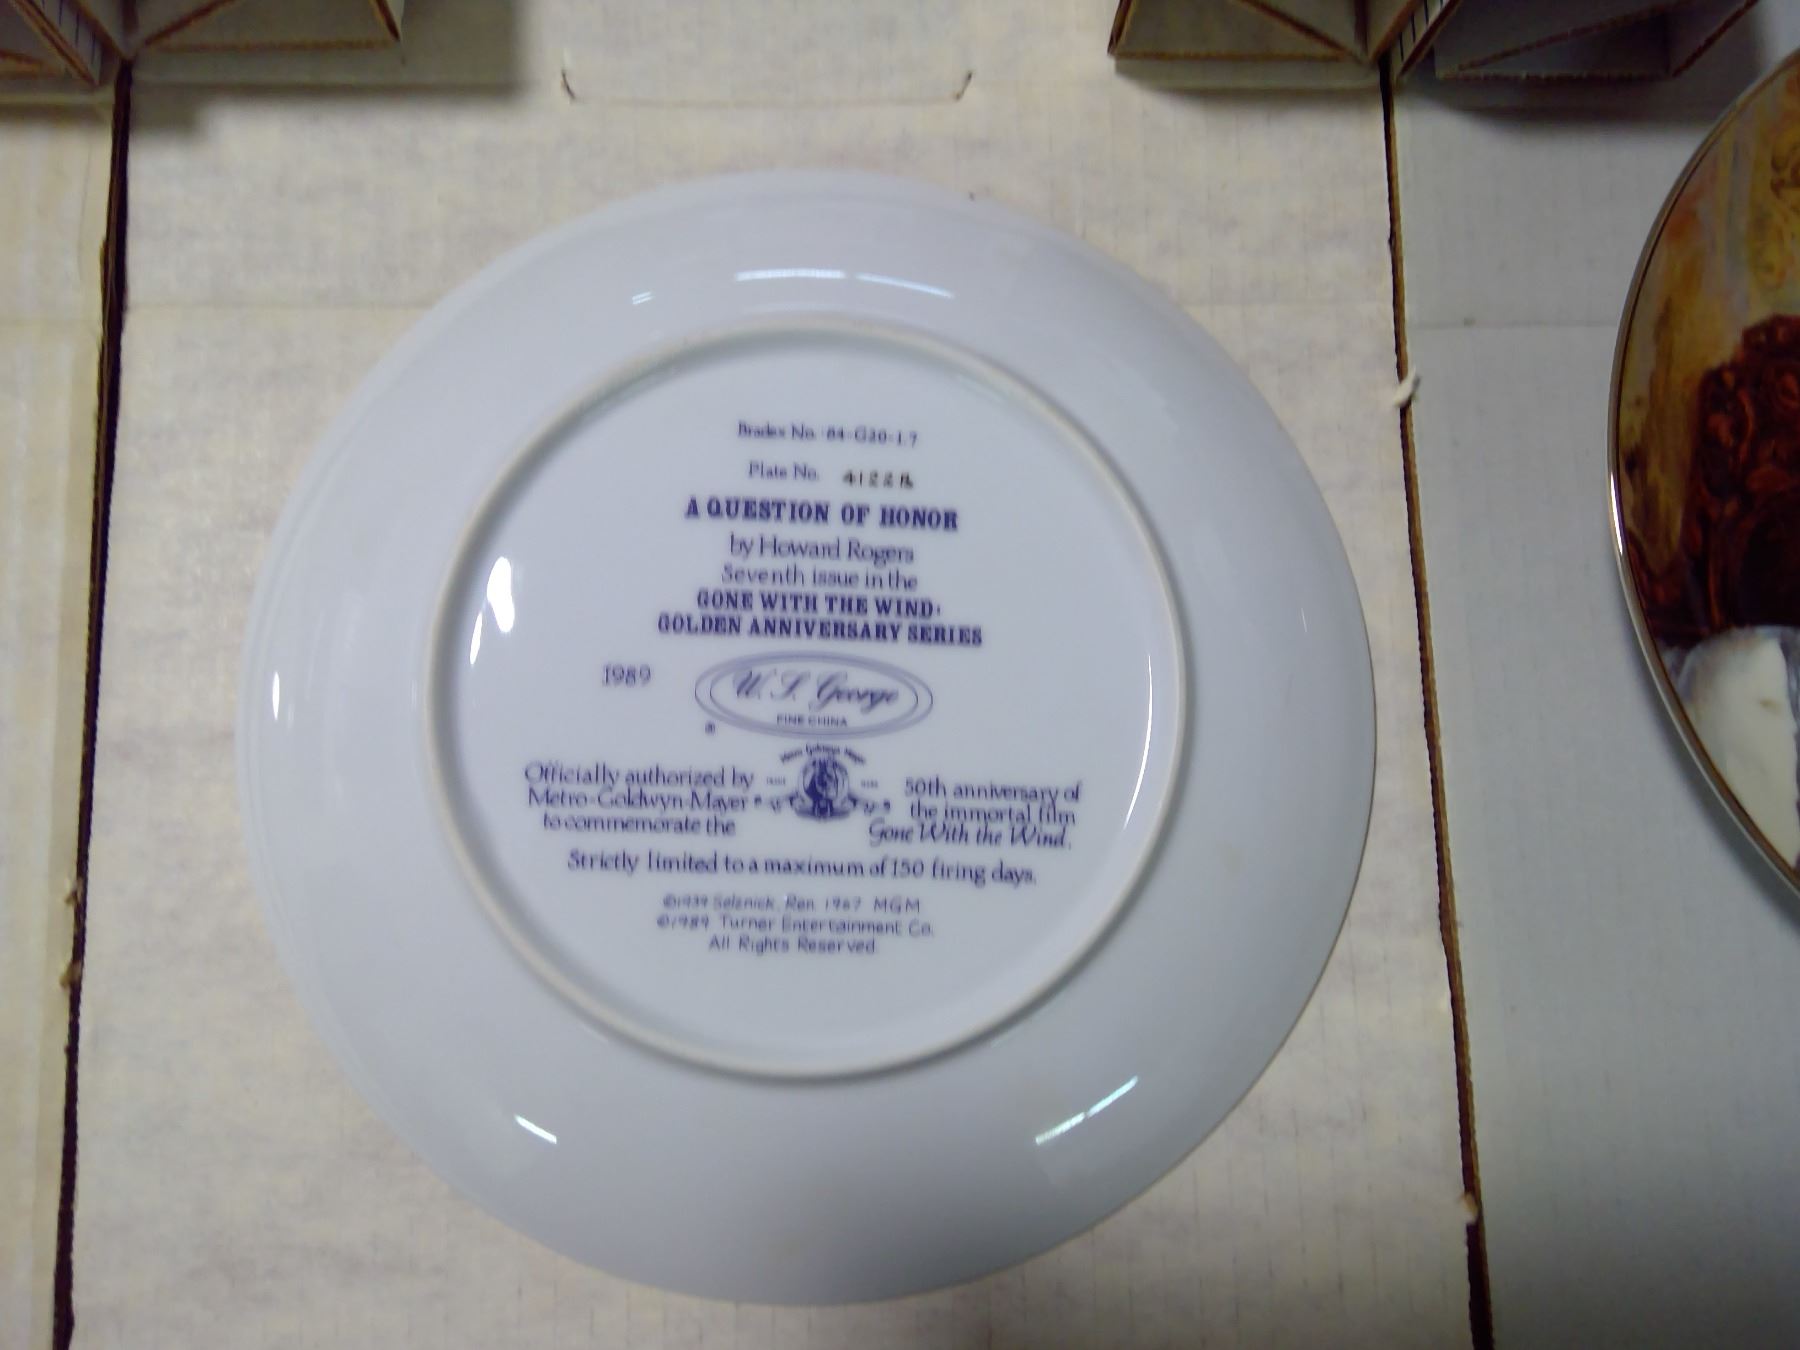 Bradex No. 84-G20-1.7
Plate No.
A QUESTION OF HONOR
by Howard Rogers
Seventh issue in the
GONE WITH THE WIND:
GOLDEN ANNIVERSARY SERIES
1989
W. S. George
FINE CHINA
®
Officially authorized by
Metro-Goldwyn-Mayer
to commemorate the
50th anniversary of
the immortal film
Gone With the Wind.
Strictly limited to a maximum of 150 firing days.
©1939 Selznick, Ren. 1967 MGM
©1989 Turner Entertainment Co.
All Rights Reserved.